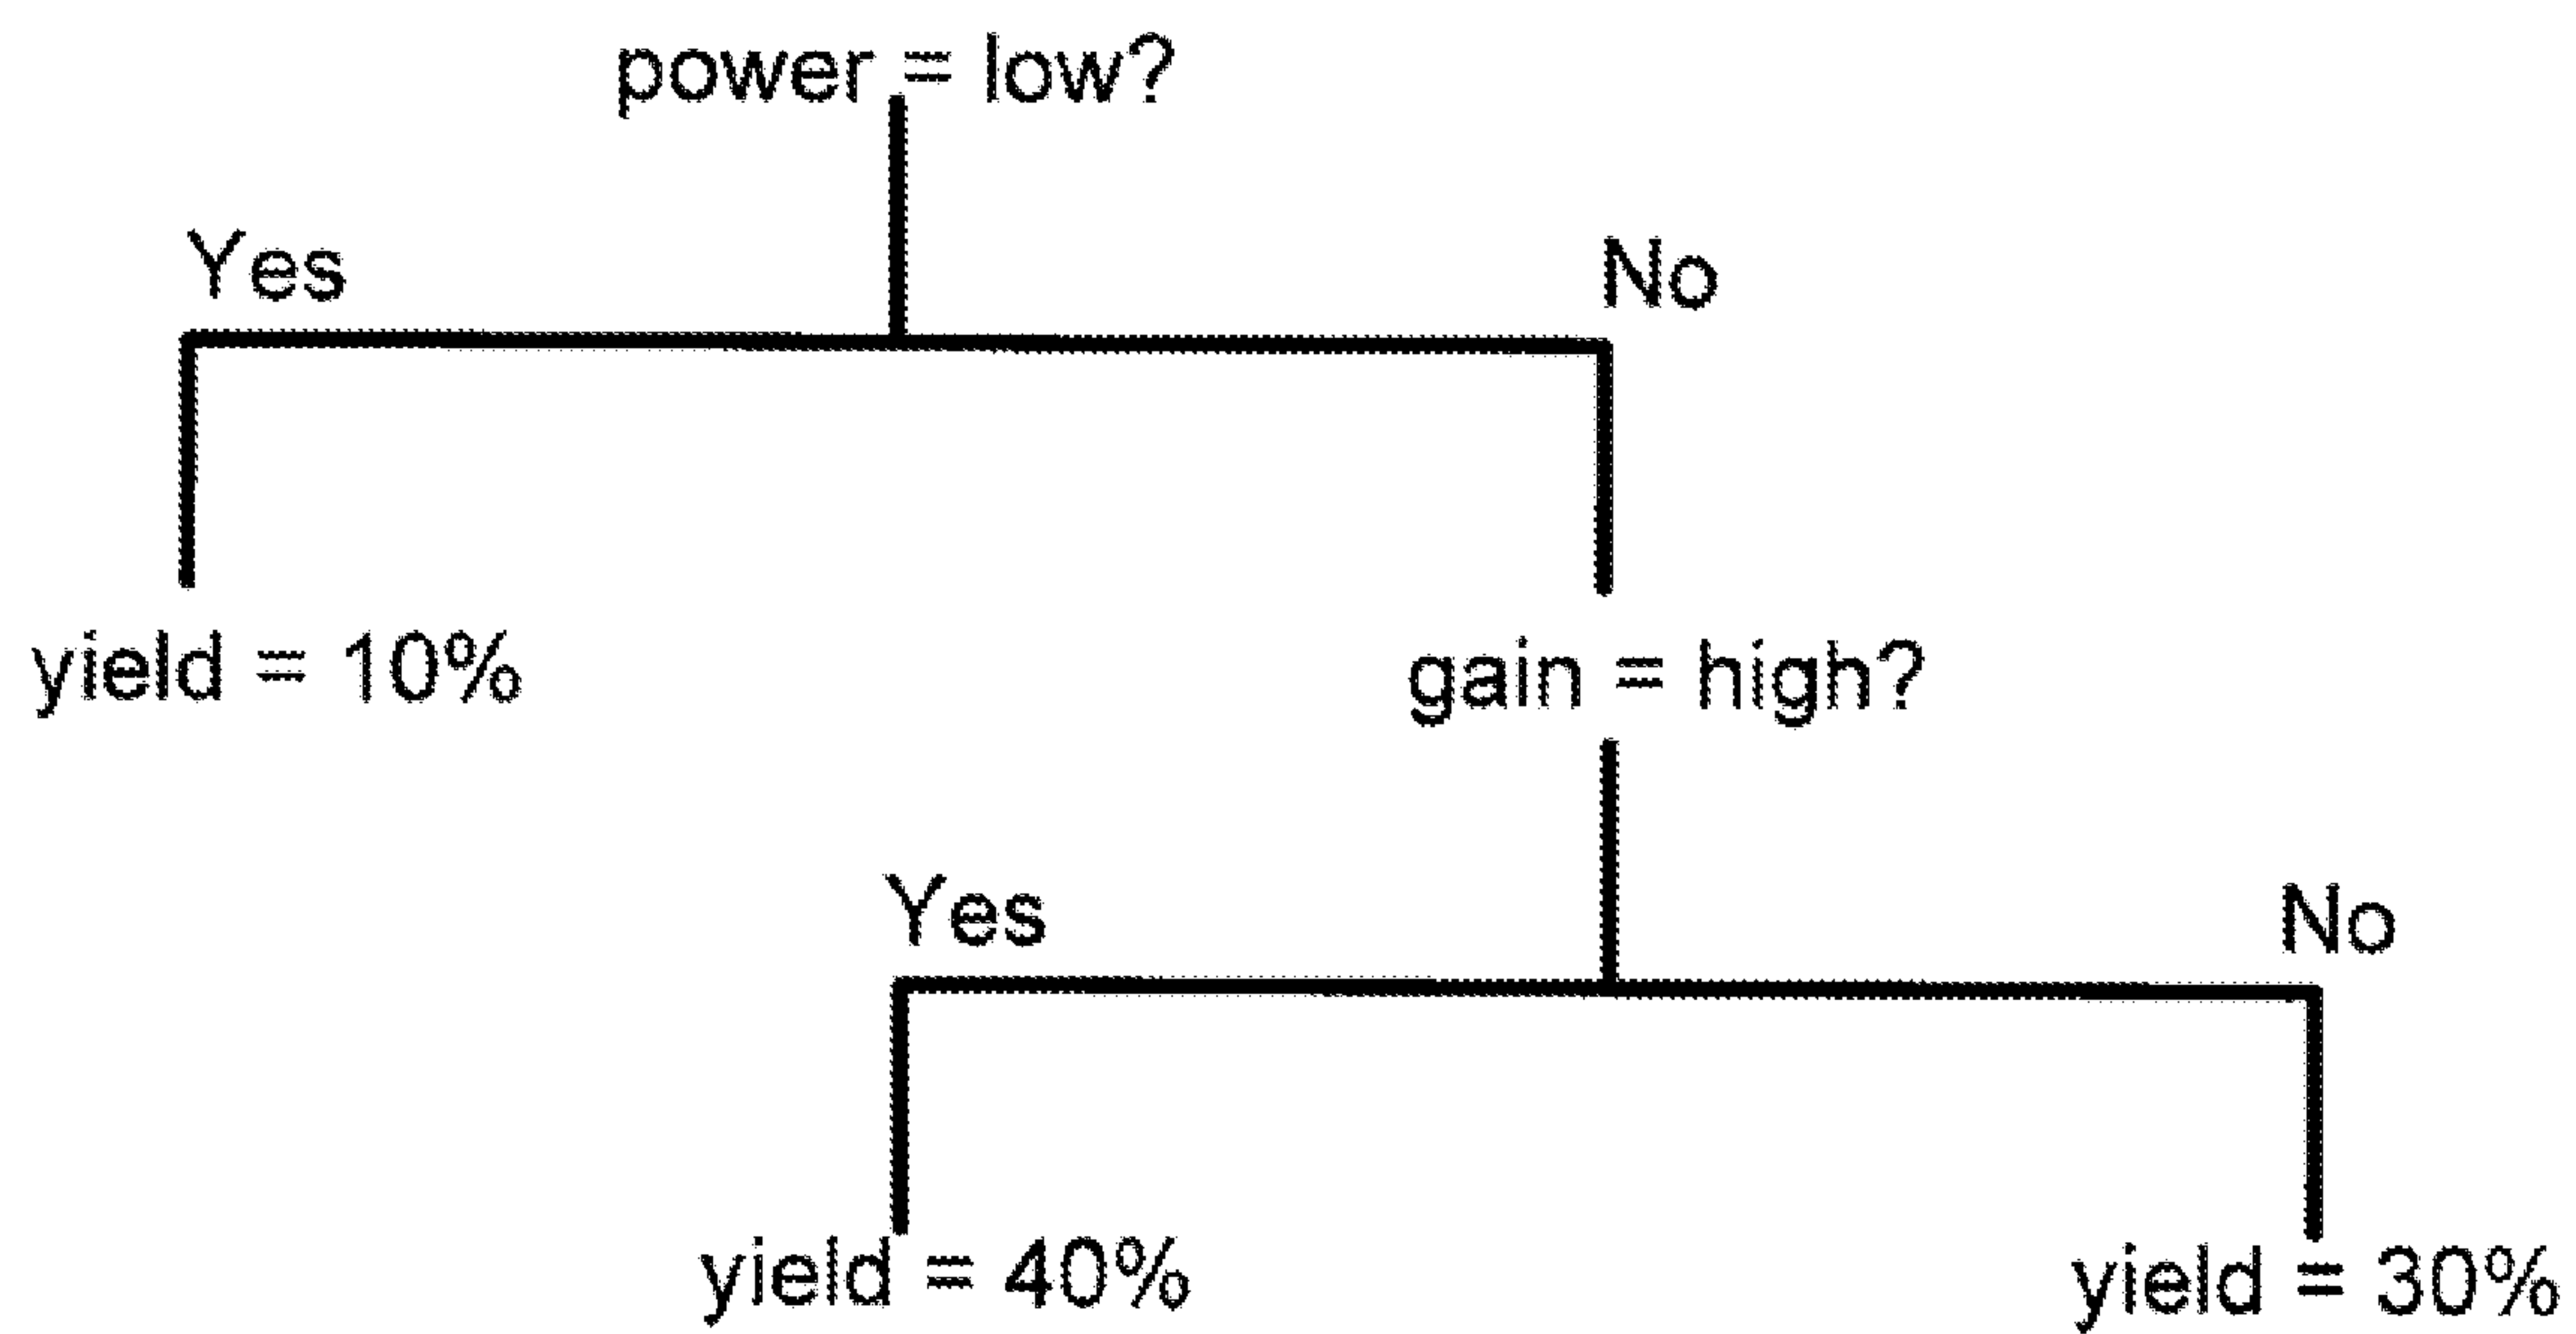 power = low?
Yes
No
yield = 10%
gain = high?
Yes
No
yield = 40%
yield = 30%